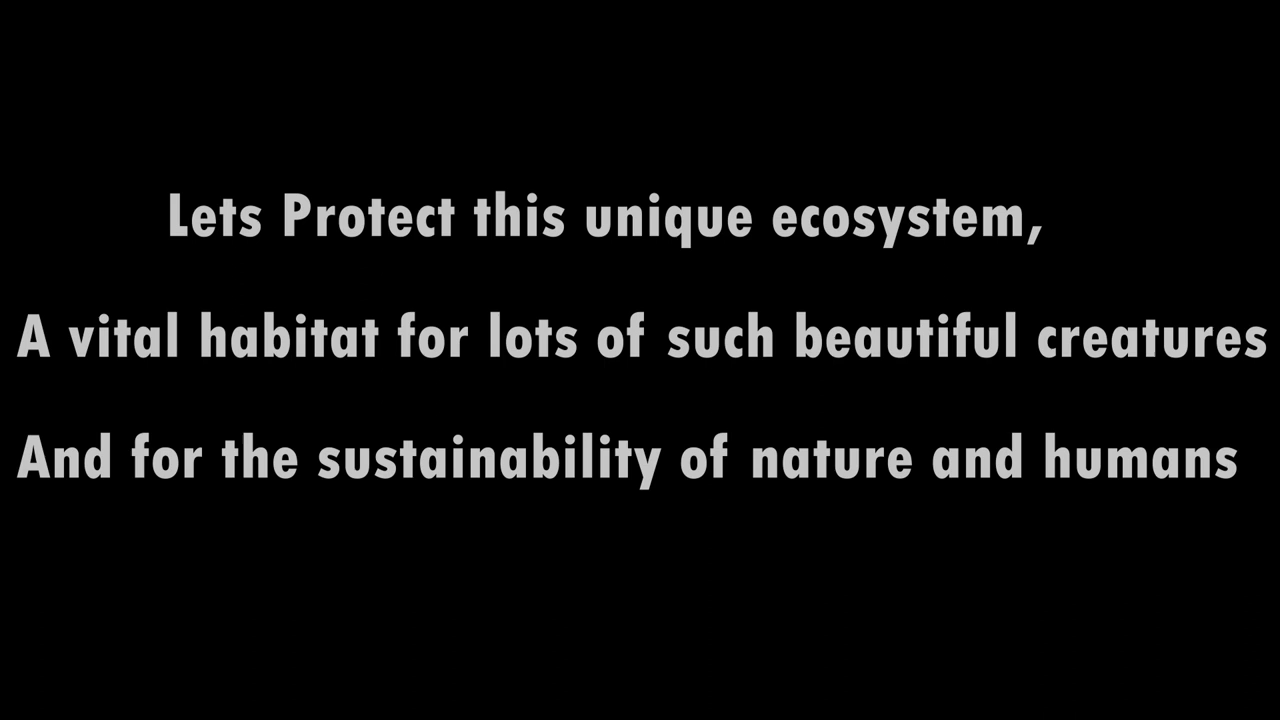 Lets Protect this unique ecosystem,
A vital habitat for lots of such beautiful creatures
And for the sustainability of nature and humans